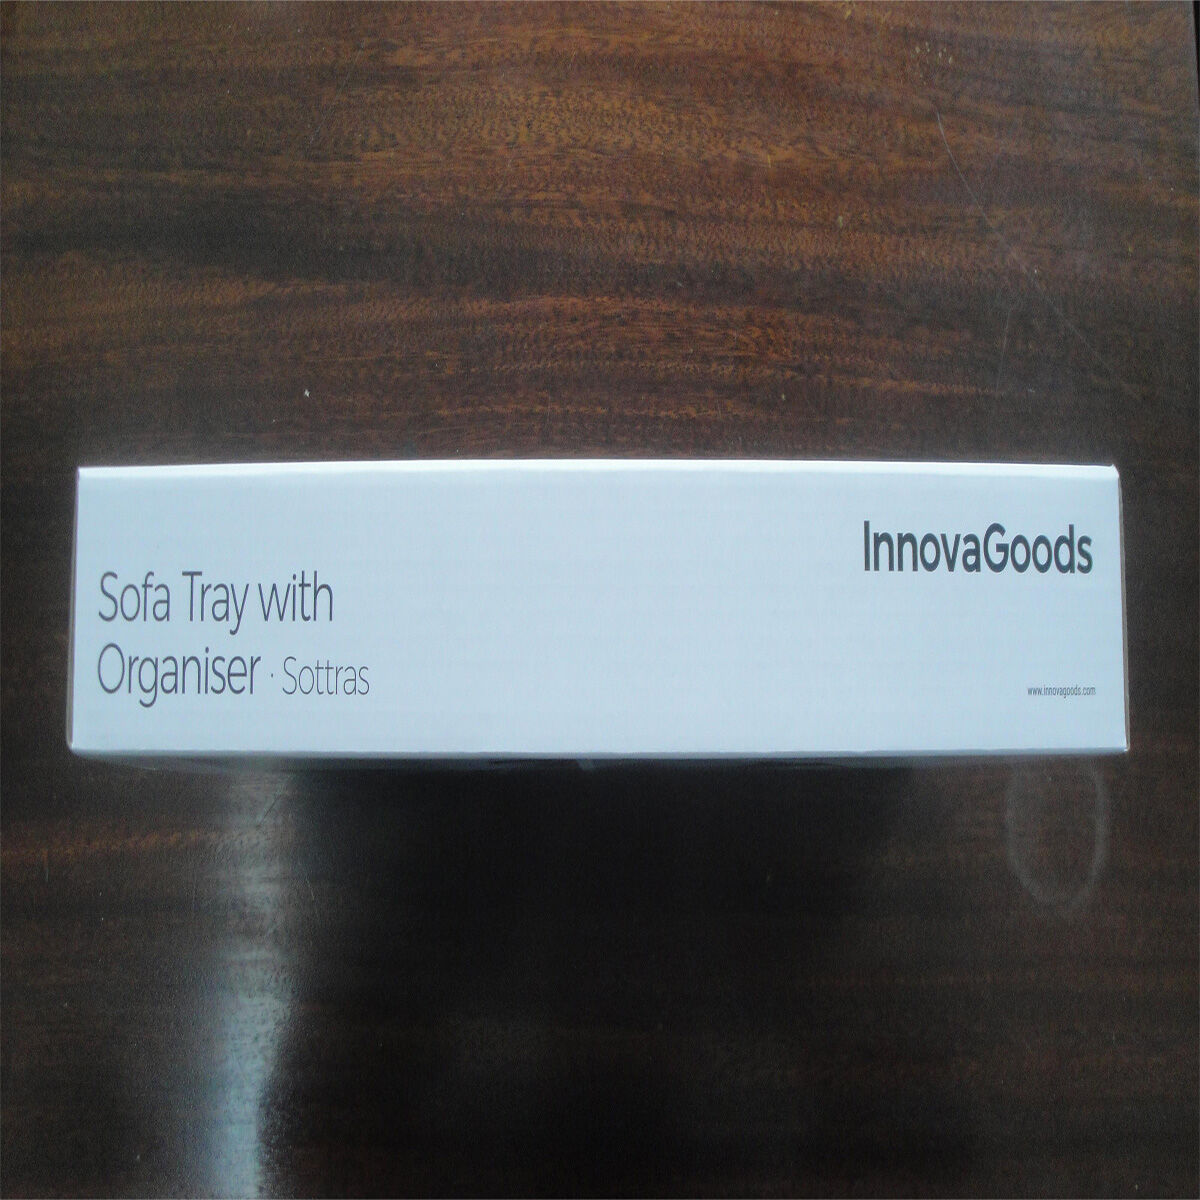 InnovaGoods
Sofa Tray with
Organiser · Sottras
www.innovagoods.com